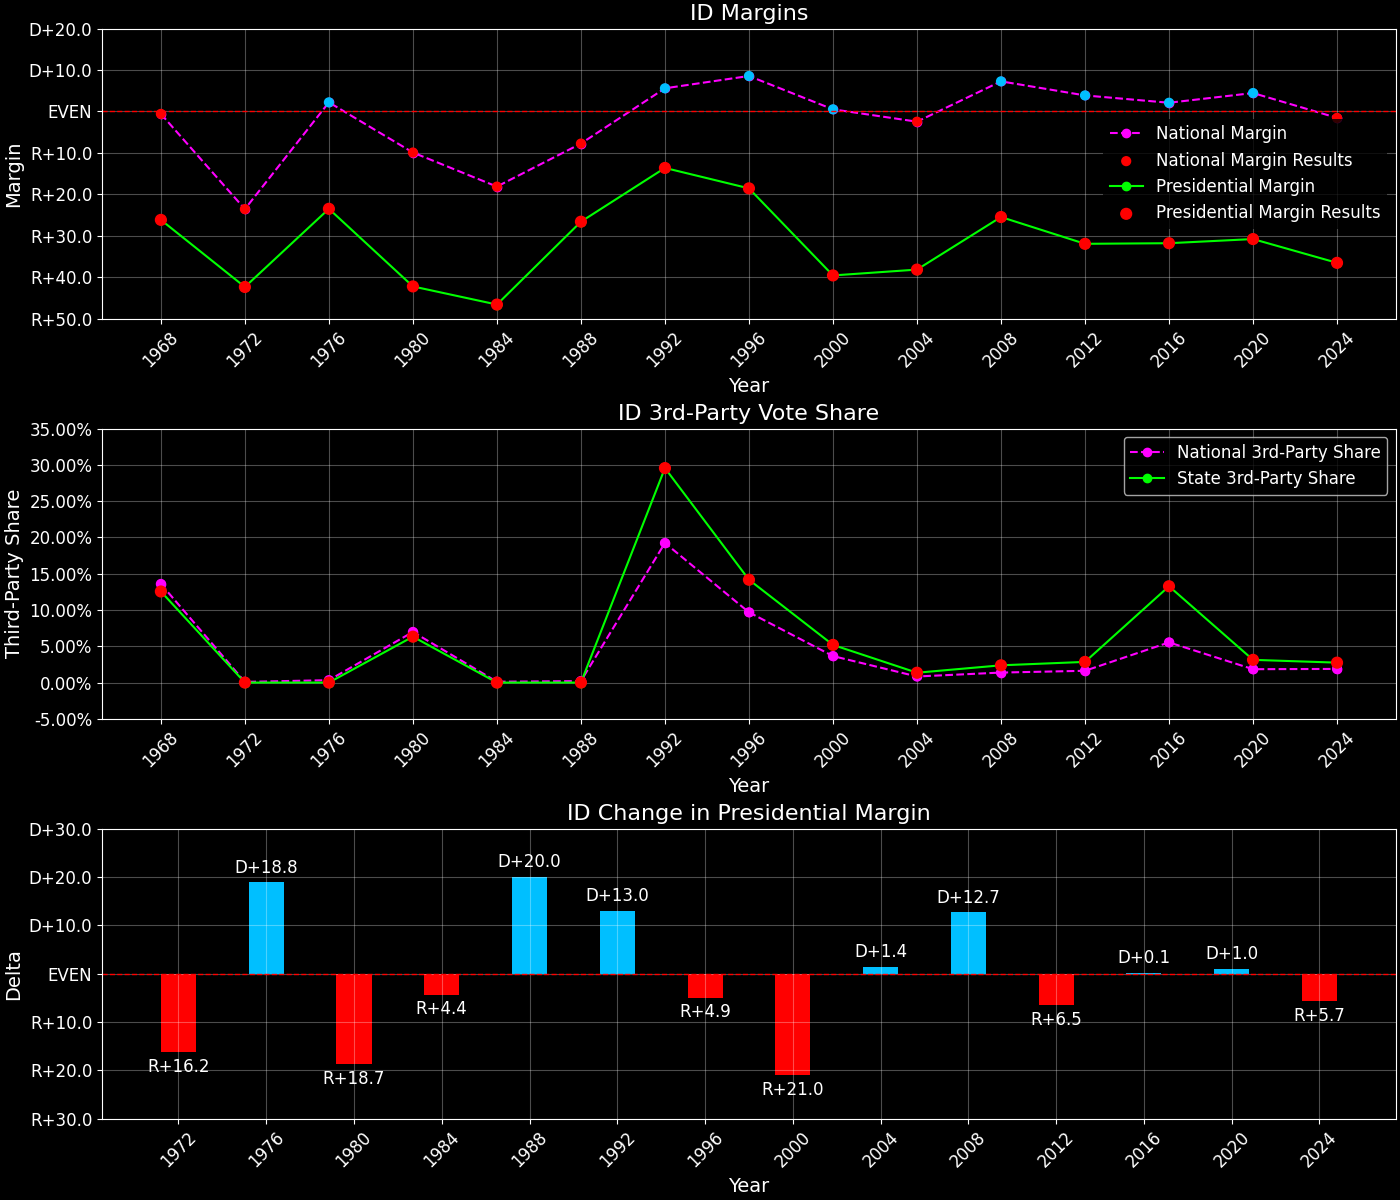 ID Margins
D+20.0
D+10.0
EVEN
R+10.0
R+20.0
R+30.0
R+40.0
R+50.0
Margin
National Margin
National Margin Results
Presidential Margin
Presidential Margin Results
1968 1972 1976 1980 1984 1988 1992 1996 2000 2004 2008 2012 2016 2020 2024
Year
ID 3rd-Party Vote Share
35.00%
30.00%
25.00%
20.00%
15.00%
10.00%
5.00%
0.00%
-5.00%
Third-Party Share
National 3rd-Party Share
State 3rd-Party Share
1968 1972 1976 1980 1984 1988 1992 1996 2000 2004 2008 2012 2016 2020 2024
Year
ID Change in Presidential Margin
D+30.0
D+20.0
D+10.0
EVEN
R+10.0
R+20.0
R+30.0
Delta
R+16.2
D+18.8
R+18.7
R+4.4
D+20.0
D+13.0
R+4.9
R+21.0
D+1.4
D+12.7
R+6.5
D+0.1
D+1.0
R+5.7
1972 1976 1980 1984 1988 1992 1996 2000 2004 2008 2012 2016 2020 2024
Year